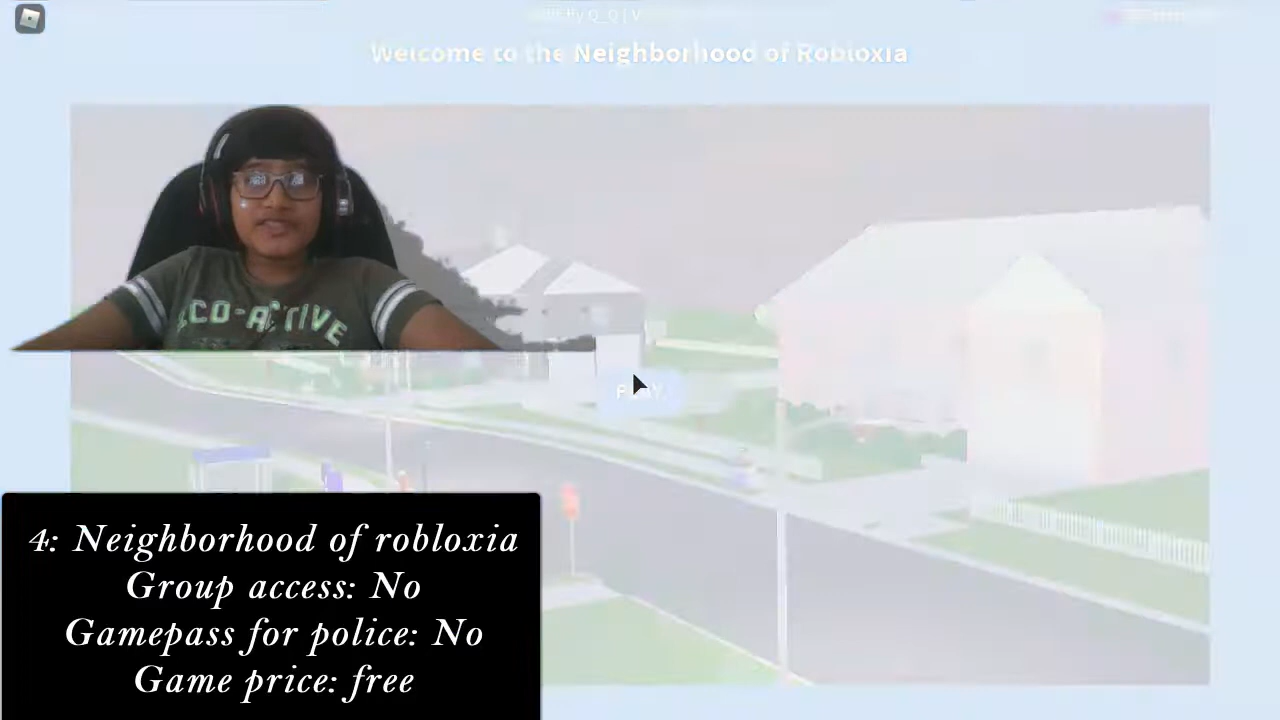 Welcome to the Neighborhood of Robloxia
ECO-ACTIVE
PLAY
4: Neighborhood of robloxia
Group access: No
Gamepass for police: No
Game price: free